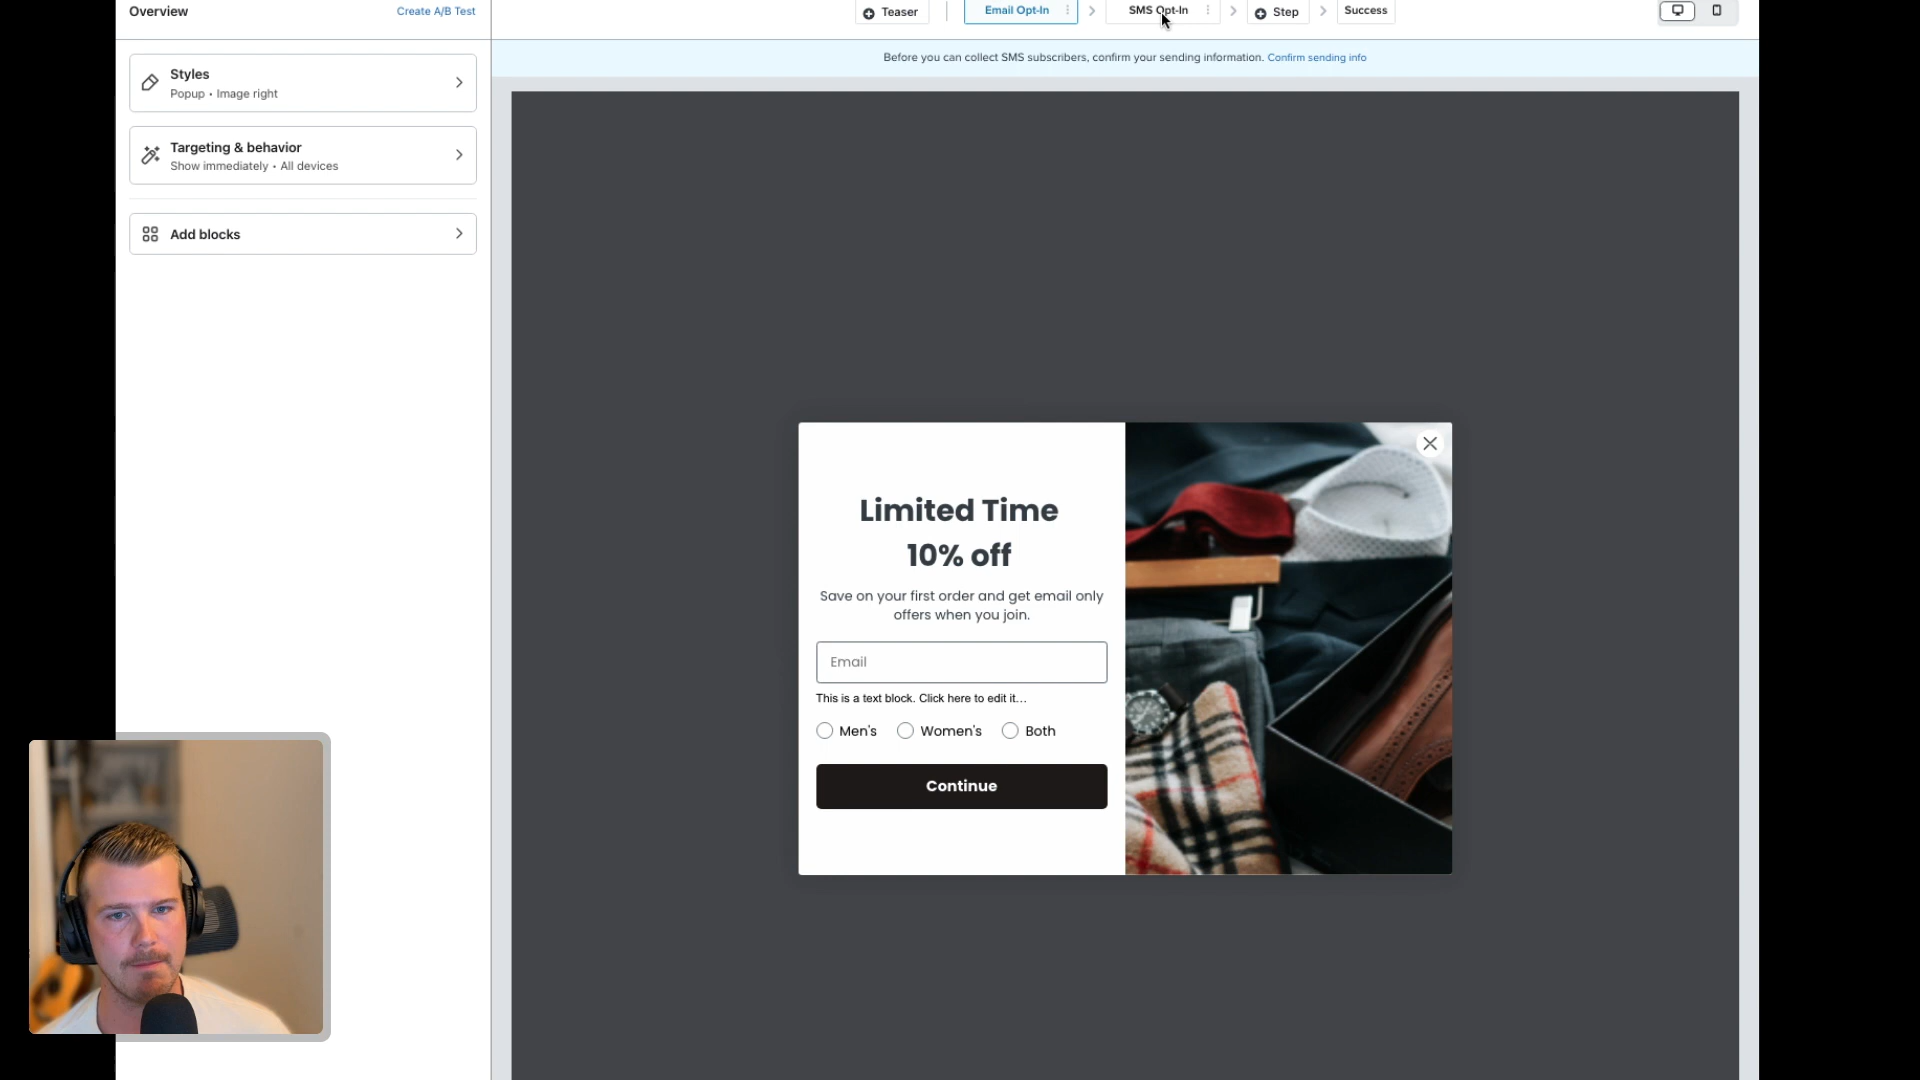 Overview
Create A/B Test
Teaser
Email Opt-In
SMS Opt-In
Step
Success
Before you can collect SMS subscribers, confirm your sending information. Confirm sending info
Styles
Popup • Image right
Targeting & behavior
Show immediately • All devices
Add blocks
Limited Time
10% off
Save on your first order and get email only
offers when you join.
Email
This is a text block. Click here to edit it...
Men's
Women's
Both
Continue